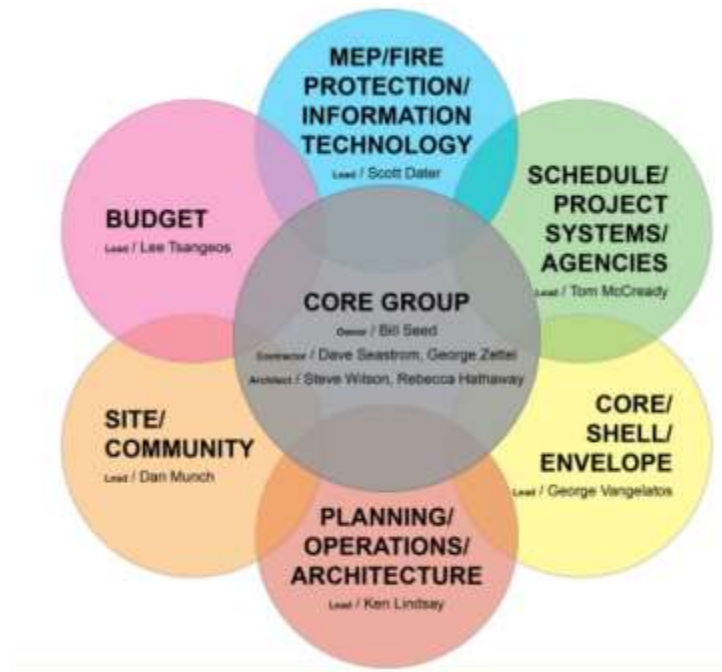 MEP/FIRE
PROTECTION/
INFORMATION
TECHNOLOGY
Lead / Scott Dater
BUDGET
Lead / Lee Tsangeos
SCHEDULE/
PROJECT
SYSTEMS/
AGENCIES
Lead / Tom McCready
CORE GROUP
Owner / Bill Seed
Contractor / Dave Seastrom, George Zettel
Architect / Steve Wilson, Rebecca Hathaway
SITE/
COMMUNITY
Lead / Dan Munch
CORE/
SHELL/
ENVELOPE
Lead / George Vangelatos
PLANNING/
OPERATIONS/
ARCHITECTURE
Lead / Ken Lindsay